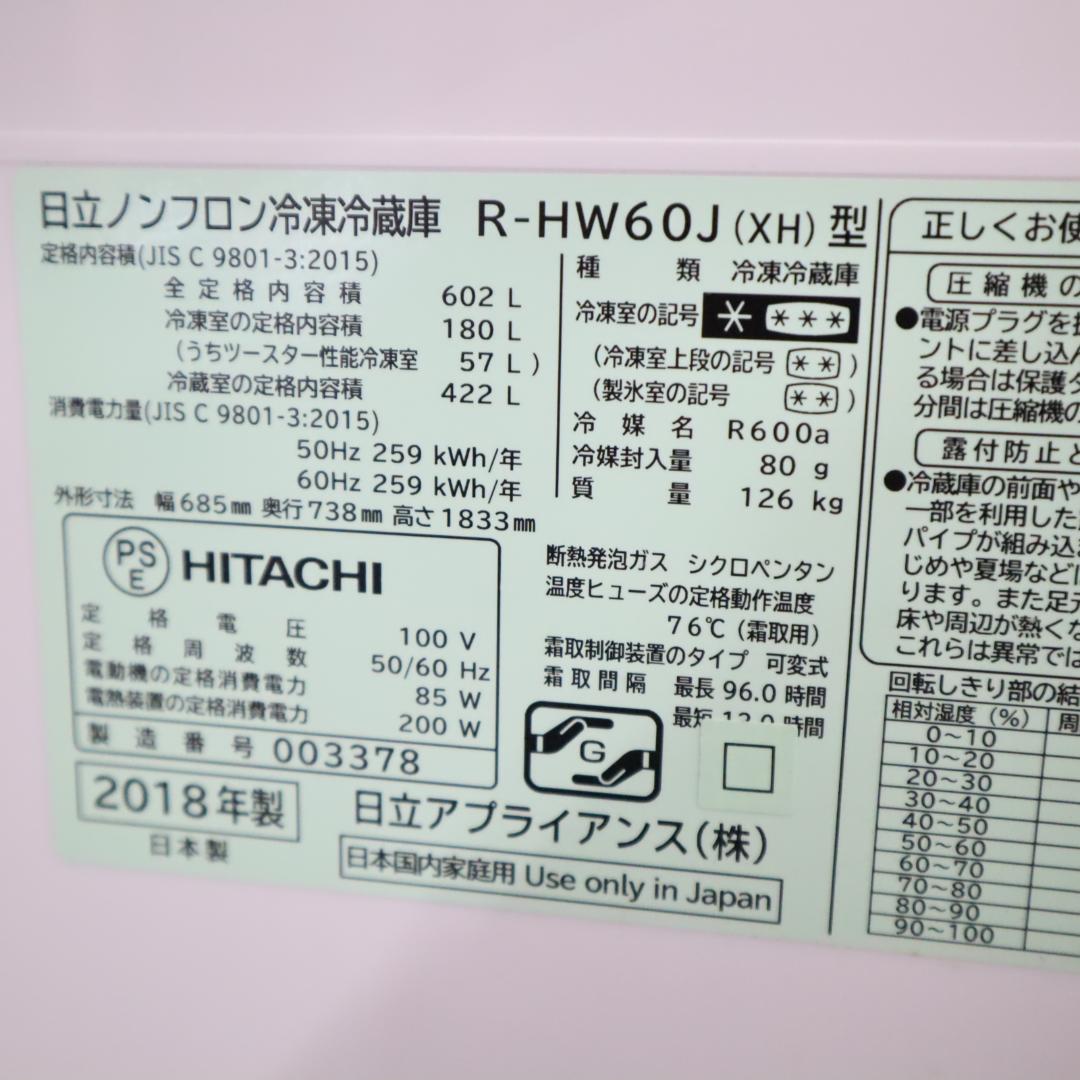 日立ノンフロン冷凍冷蔵庫 R-HW60J (XH) 型
定格内容積(JIS C 9801-3:2015)
全定格内容積 602 L
冷凍室の定格内容積 180 L
(うちツースター性能冷凍室 57 L )
冷蔵室の定格内容積 422 L
消費電力量(JIS C 9801-3:2015)
50Hz 259 kWh/年
60Hz 259 kWh/年
外形寸法 幅685mm 奥行738mm 高さ1833mm
種類 冷凍冷蔵庫
冷凍室の記号 * ***
(冷凍室上段の記号 ** )
(製氷室の記号 ** )
冷媒名 R600a
冷媒封入量 80 g
質量 126 kg
PS E HITACHI
定格電圧 100 V
定格周波数 50/60 Hz
電動機の定格消費電力 85 W
電熱装置の定格消費電力 200 W
製造番号 003378
2018年製
日本製
断熱発泡ガス シクロペンタン
温度ヒューズの定格動作温度
76℃(霜取用)
霜取制御装置のタイプ 可変式
霜取間隔 最長 96.0 時間
最短 12.0 時間
G
日立アプライアンス(株)
日本国内家庭用 Use only in Japan
正しくお使
圧縮機の
●電源プラグを
ントに差し込ん
る場合は保護
分間は圧縮機の
露付防止と
●冷蔵庫の前面や
一部を利用した
パイプが組み込
じめや夏場など
ります。また足元
床や周辺が熱くな
これらは異常では
回転しきり部の結
相対湿度(%) 周
0～10
10～20
20～30
30～40
40～50
50～60
60～70
70～80
80～90
90～100